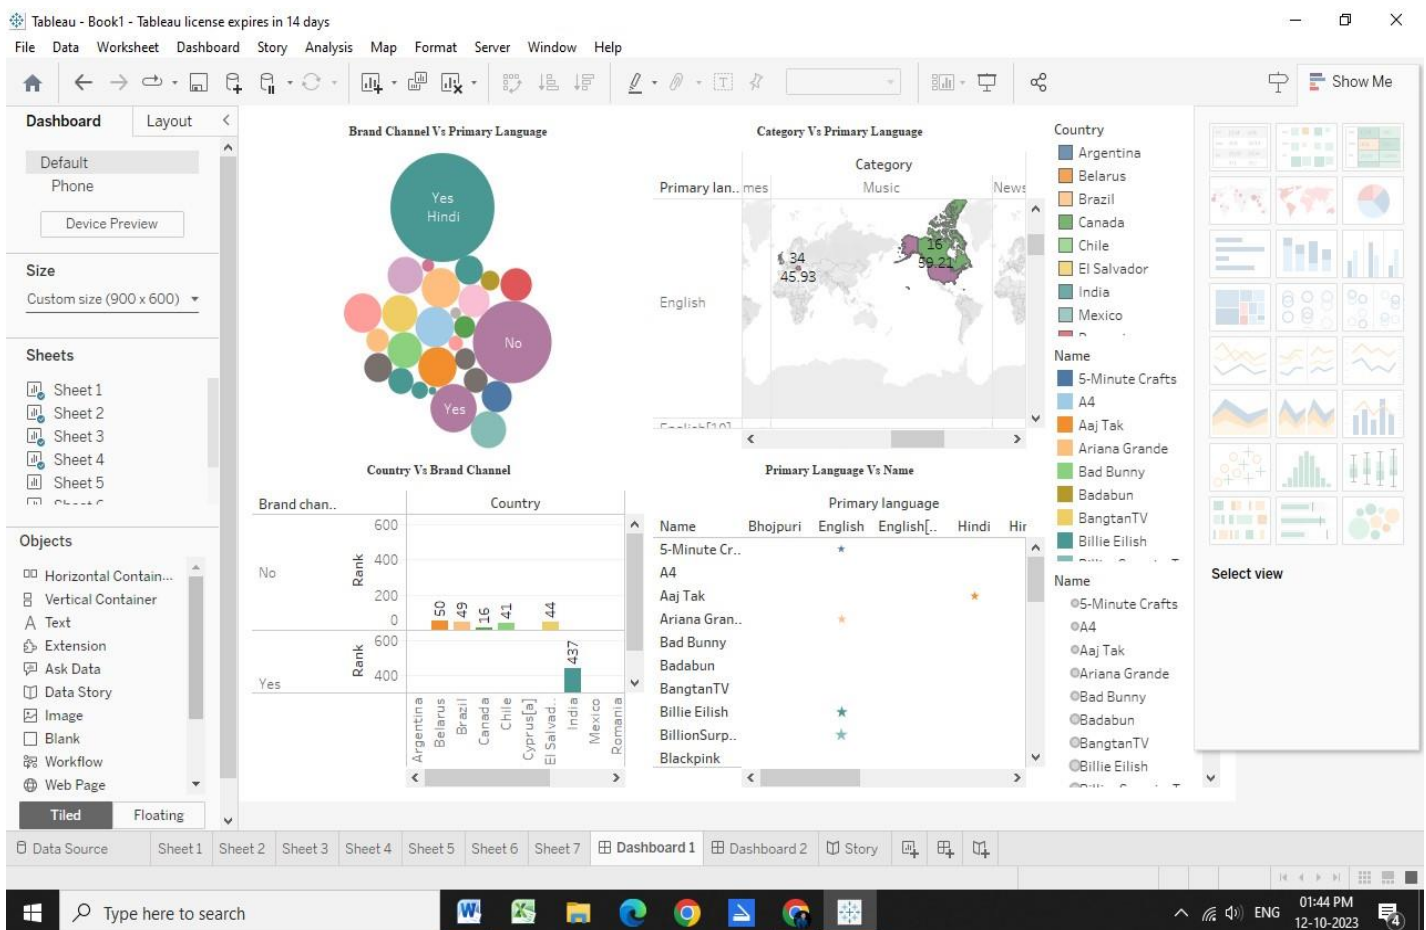 Tableau - Book1 - Tableau license expires in 14 days
File Data Worksheet Dashboard Story Analysis Map Format Server Window Help
Show Me
Dashboard Layout
Default
Phone
Device Preview
Size
Custom size (900 x 600)
Sheets
Sheet 1
Sheet 2
Sheet 3
Sheet 4
Sheet 5
Objects
Horizontal Contain...
Vertical Container
A Text
Extension
Ask Data
Data Story
Image
Blank
Workflow
Web Page
Tiled Floating
Brand Channel Vs Primary Language
Yes
Hindi
No
Yes
Category Vs Primary Language
Category
Primary lan.. mes Music News
English
34
45.93
16
59.21
English[10]
Country Vs Brand Channel
Brand chan.. Country
No
Rank
600
400
200
0
50
49
16
41
44
Yes
Rank
600
400
437
Argentina
Belarus
Brazil
Canada
Chile
Cyprus[a]
El Salvad..
India
Mexico
Romania
Primary Language Vs Name
Primary language
Name Bhojpuri English English[.. Hindi Hir
5-Minute Cr..
A4
Aaj Tak
Ariana Gran..
Bad Bunny
Badabun
BangtanTV
Billie Eilish
BillionSurp..
Blackpink
Country
Argentina
Belarus
Brazil
Canada
Chile
El Salvador
India
Mexico
Name
5-Minute Crafts
A4
Aaj Tak
Ariana Grande
Bad Bunny
Badabun
BangtanTV
Billie Eilish
Name
5-Minute Crafts
A4
Aaj Tak
Ariana Grande
Bad Bunny
Badabun
BangtanTV
Billie Eilish
Select view
Data Source Sheet 1 Sheet 2 Sheet 3 Sheet 4 Sheet 5 Sheet 6 Sheet 7 Dashboard 1 Dashboard 2 Story
Type here to search
ENG
01:44 PM
12-10-2023
4